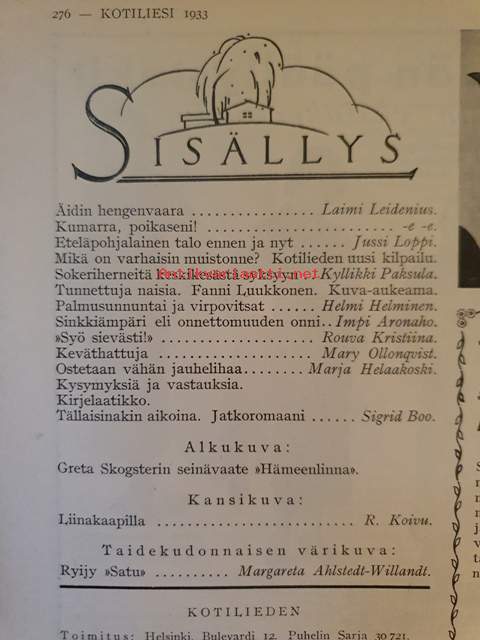 276 — KOTILIESI 1933
SISÄLLYS
Äidin hengenvaara .................. Laimi Leidenius.
Kumarra, poikaseni! ........................ -e -e.
Eteläpohjalainen talo ennen ja nyt ...... Jussi Loppi.
Mikä on varhaisin muistonne? Kotilieden uusi kilpailu.
Sokeriherneitä keskikesästä syksyyn . Kyllikki Paksula.
Tunnettuja naisia. Fanni Luukkonen. Kuva-aukeama.
Palmusunnuntai ja virpovitsat ...... Helmi Helminen.
Sinkkiämpäri eli onnettomuuden onni.. Impi Aronaho.
»Syö sievästi!» .................. Rouva Kristiina.
Keväthattuja .................... Mary Ollonqvist.
Ostetaan vähän jauhelihaa ........ Marja Helaakoski.
Kysymyksiä ja vastauksia.
Kirjelaatikko.
Tällaisinakin aikoina. Jatkoromaani ...... Sigrid Boo.
Alkukuva:
Greta Skogsterin seinävaate »Hämeenlinna».
Kansikuva:
Liinakaapilla .......................... R. Koivu.
Taidekudonnaisen värikuva:
Ryijy »Satu» .......... Margareta Ahlstedt-Willandt.
KOTILIEDEN
Toimitus: Helsinki, Bulevardi 12. Puhelin Sarja 30 721.